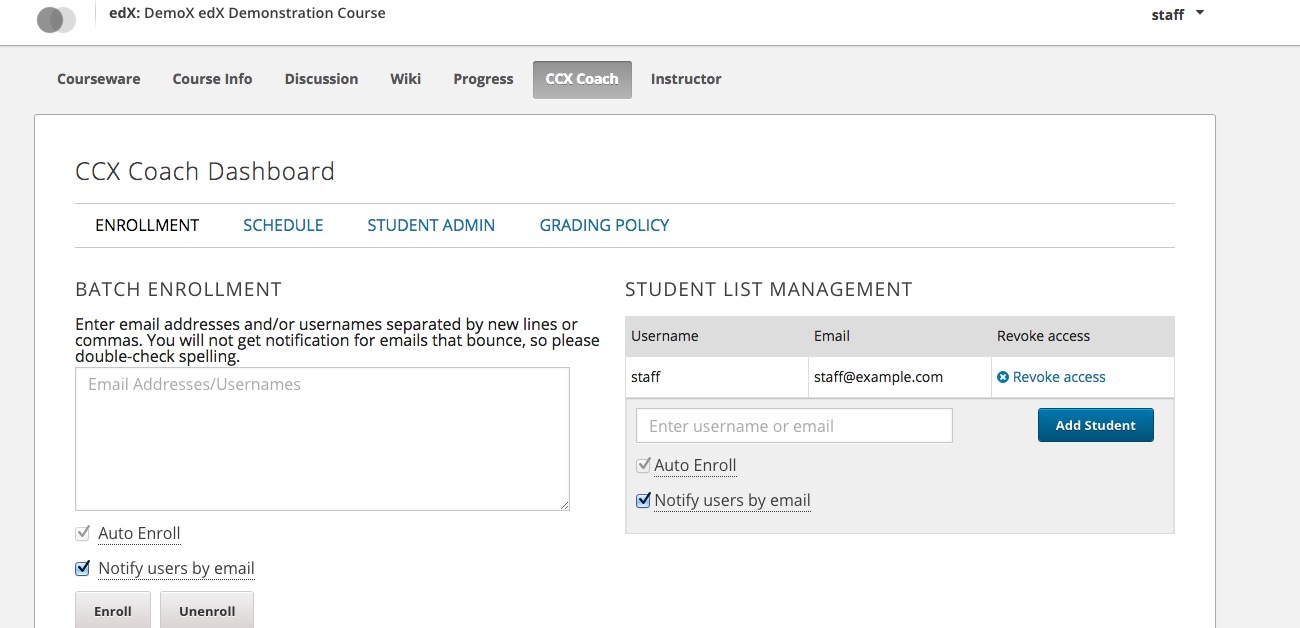 edX: DemoX edX Demonstration Course
staff
Courseware Course Info Discussion Wiki Progress CCX Coach Instructor
CCX Coach Dashboard
ENROLLMENT SCHEDULE STUDENT ADMIN GRADING POLICY
BATCH ENROLLMENT
Enter email addresses and/or usernames separated by new lines or
commas. You will not get notification for emails that bounce, so please
double-check spelling.
Email Addresses/Usernames
Auto Enroll
Notify users by email
Enroll Unenroll
STUDENT LIST MANAGEMENT
Username Email Revoke access
staff staff@example.com Revoke access
Enter username or email Add Student
Auto Enroll
Notify users by email